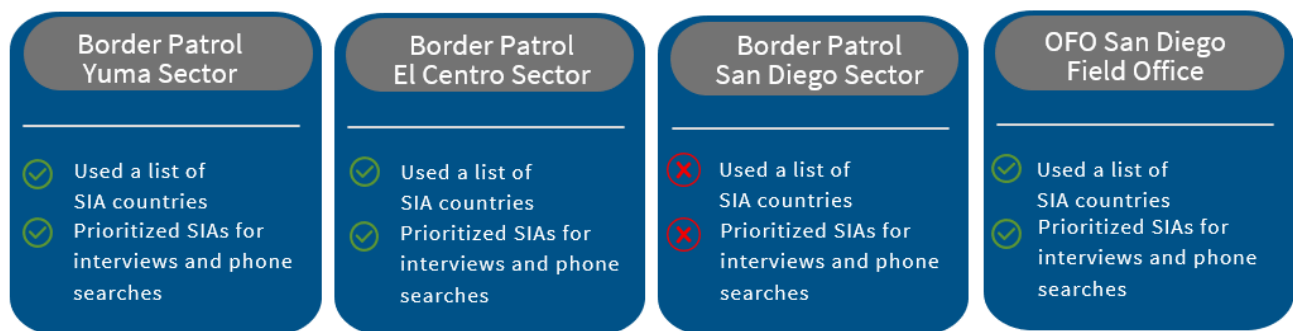 Border Patrol
Yuma Sector
Used a list of
SIA countries
Prioritized SIAs for
interviews and phone
searches
Border Patrol
El Centro Sector
Used a list of
SIA countries
Prioritized SIAs for
interviews and phone
searches
Border Patrol
San Diego Sector
Used a list of
SIA countries
Prioritized SIAs for
interviews and phone
searches
OFO San Diego
Field Office
Used a list of
SIA countries
Prioritized SIAs for
interviews and phone
searches